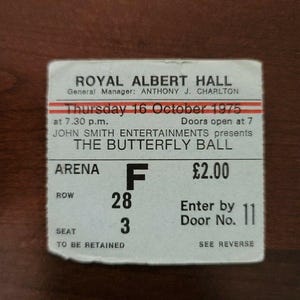 ROYAL ALBERT HALL
General Manager: ANTHONY J. CHARLTON
Thursday 16 October 1975
at 7.30 p.m. Doors open at 7
JOHN SMITH ENTERTAINMENTS presents
THE BUTTERFLY BALL
ARENA F £2.00
ROW 28
Enter by
Door No. 11
SEAT 3
TO BE RETAINED SEE REVERSE